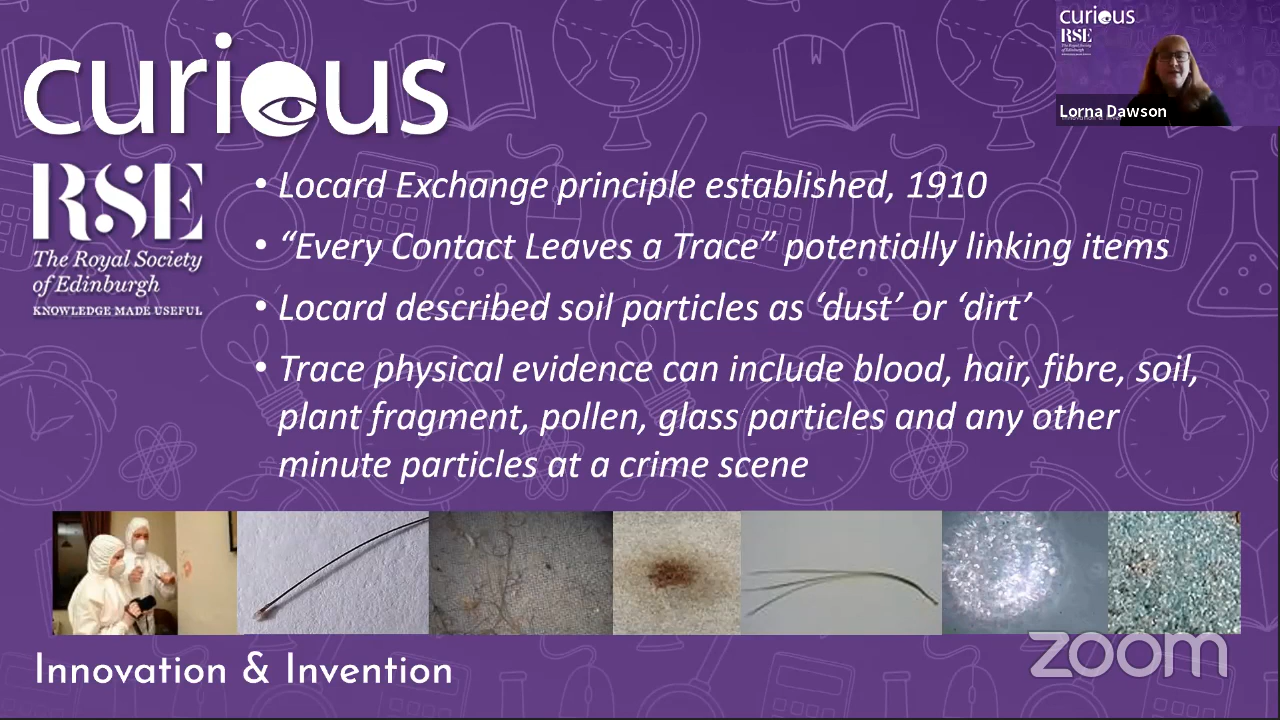 curious
RSE
The Royal Society
of Edinburgh
KNOWLEDGE MADE USEFUL
• Locard Exchange principle established, 1910
• “Every Contact Leaves a Trace” potentially linking items
• Locard described soil particles as ‘dust’ or ‘dirt’
• Trace physical evidence can include blood, hair, fibre, soil,
plant fragment, pollen, glass particles and any other
minute particles at a crime scene
Innovation & Invention
curious
RSE
Lorna Dawson
zoom